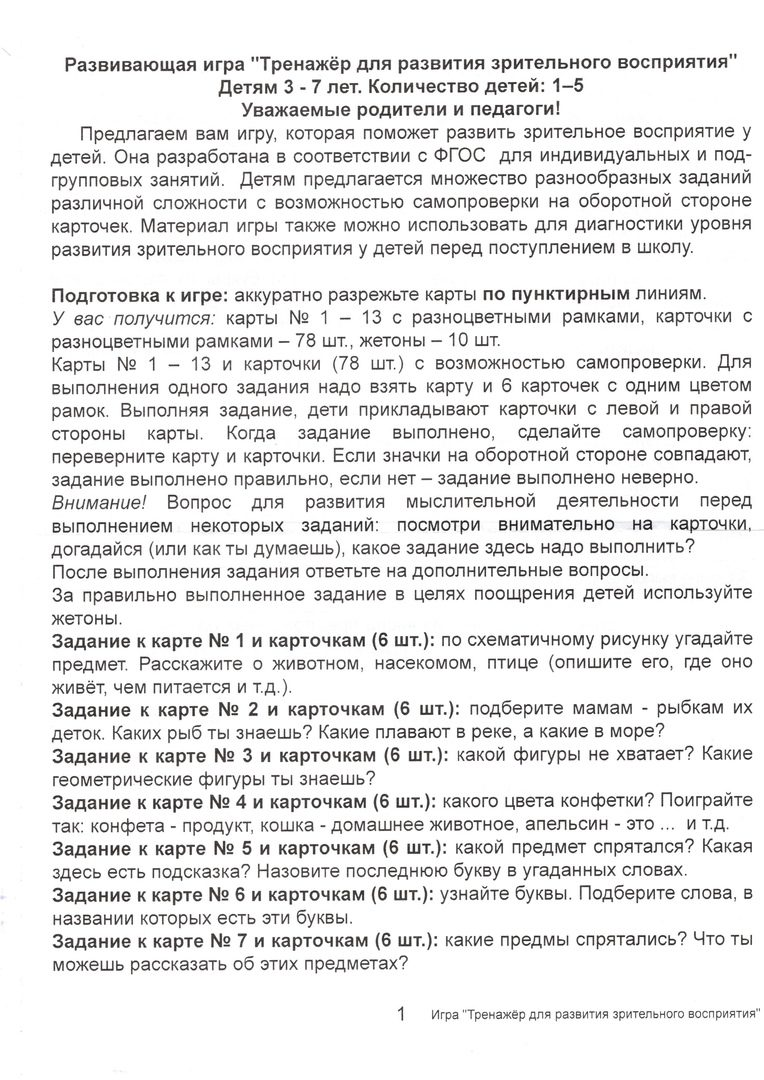 Развивающая игра "Тренажёр для развития зрительного восприятия"
Детям 3 - 7 лет. Количество детей: 1–5
Уважаемые родители и педагоги!
Предлагаем вам игру, которая поможет развить зрительное восприятие у
детей. Она разработана в соответствии с ФГОС для индивидуальных и под-
групповых занятий. Детям предлагается множество разнообразных заданий
различной сложности с возможностью самопроверки на оборотной стороне
карточек. Материал игры также можно использовать для диагностики уровня
развития зрительного восприятия у детей перед поступлением в школу.
Подготовка к игре: аккуратно разрежьте карты по пунктирным линиям.
У вас получится: карты № 1 – 13 с разноцветными рамками, карточки с
разноцветными рамками – 78 шт., жетоны – 10 шт.
Карты № 1 – 13 и карточки (78 шт.) с возможностью самопроверки. Для
выполнения одного задания надо взять карту и 6 карточек с одним цветом
рамок. Выполняя задание, дети прикладывают карточки с левой и правой
стороны карты. Когда задание выполнено, сделайте самопроверку:
переверните карту и карточки. Если значки на оборотной стороне совпадают,
задание выполнено правильно, если нет – задание выполнено неверно.
Внимание! Вопрос для развития мыслительной деятельности перед
выполнением некоторых заданий: посмотри внимательно на карточки,
догадайся (или как ты думаешь), какое задание здесь надо выполнить?
После выполнения задания ответьте на дополнительные вопросы.
За правильно выполненное задание в целях поощрения детей используйте
жетоны.
Задание к карте № 1 и карточкам (6 шт.): по схематичному рисунку угадайте
предмет. Расскажите о животном, насекомом, птице (опишите его, где оно
живёт, чем питается и т.д.).
Задание к карте № 2 и карточкам (6 шт.): подберите мамам - рыбкам их
деток. Каких рыб ты знаешь? Какие плавают в реке, а какие в море?
Задание к карте № 3 и карточкам (6 шт.): какой фигуры не хватает? Какие
геометрические фигуры ты знаешь?
Задание к карте № 4 и карточкам (6 шт.): какого цвета конфетки? Поиграйте
так: конфета - продукт, кошка - домашнее животное, апельсин - это ... и т.д.
Задание к карте № 5 и карточкам (6 шт.): какой предмет спрятался? Какая
здесь есть подсказка? Назовите последнюю букву в угаданных словах.
Задание к карте № 6 и карточкам (6 шт.): узнайте буквы. Подберите слова, в
названии которых есть эти буквы.
Задание к карте № 7 и карточкам (6 шт.): какие предмы спрятались? Что ты
можешь рассказать об этих предметах?
1 Игра "Тренажёр для развития зрительного восприятия"